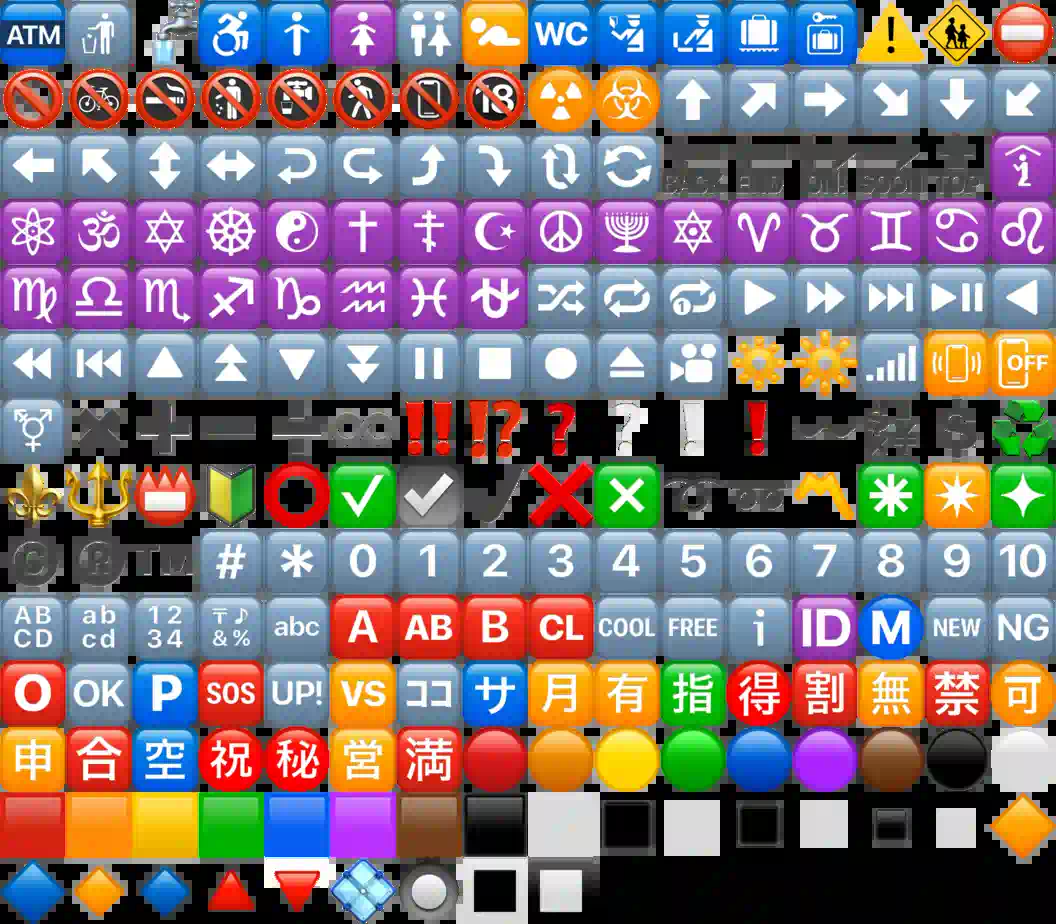 ATM WC
18
BACK END ON! SOON TOP
1
OFF
!! !? ? ? ! ! $
© ® TM # * 0 1 2 3 4 5 6 7 8 9 10
AB CD ab cd 12 34 〒♪ &% abc A AB B CL COOL FREE i ID M NEW NG
O OK P SOS UP! VS ココ サ 月 有 指 得 割 無 禁 可
申 合 空 祝 秘 営 満